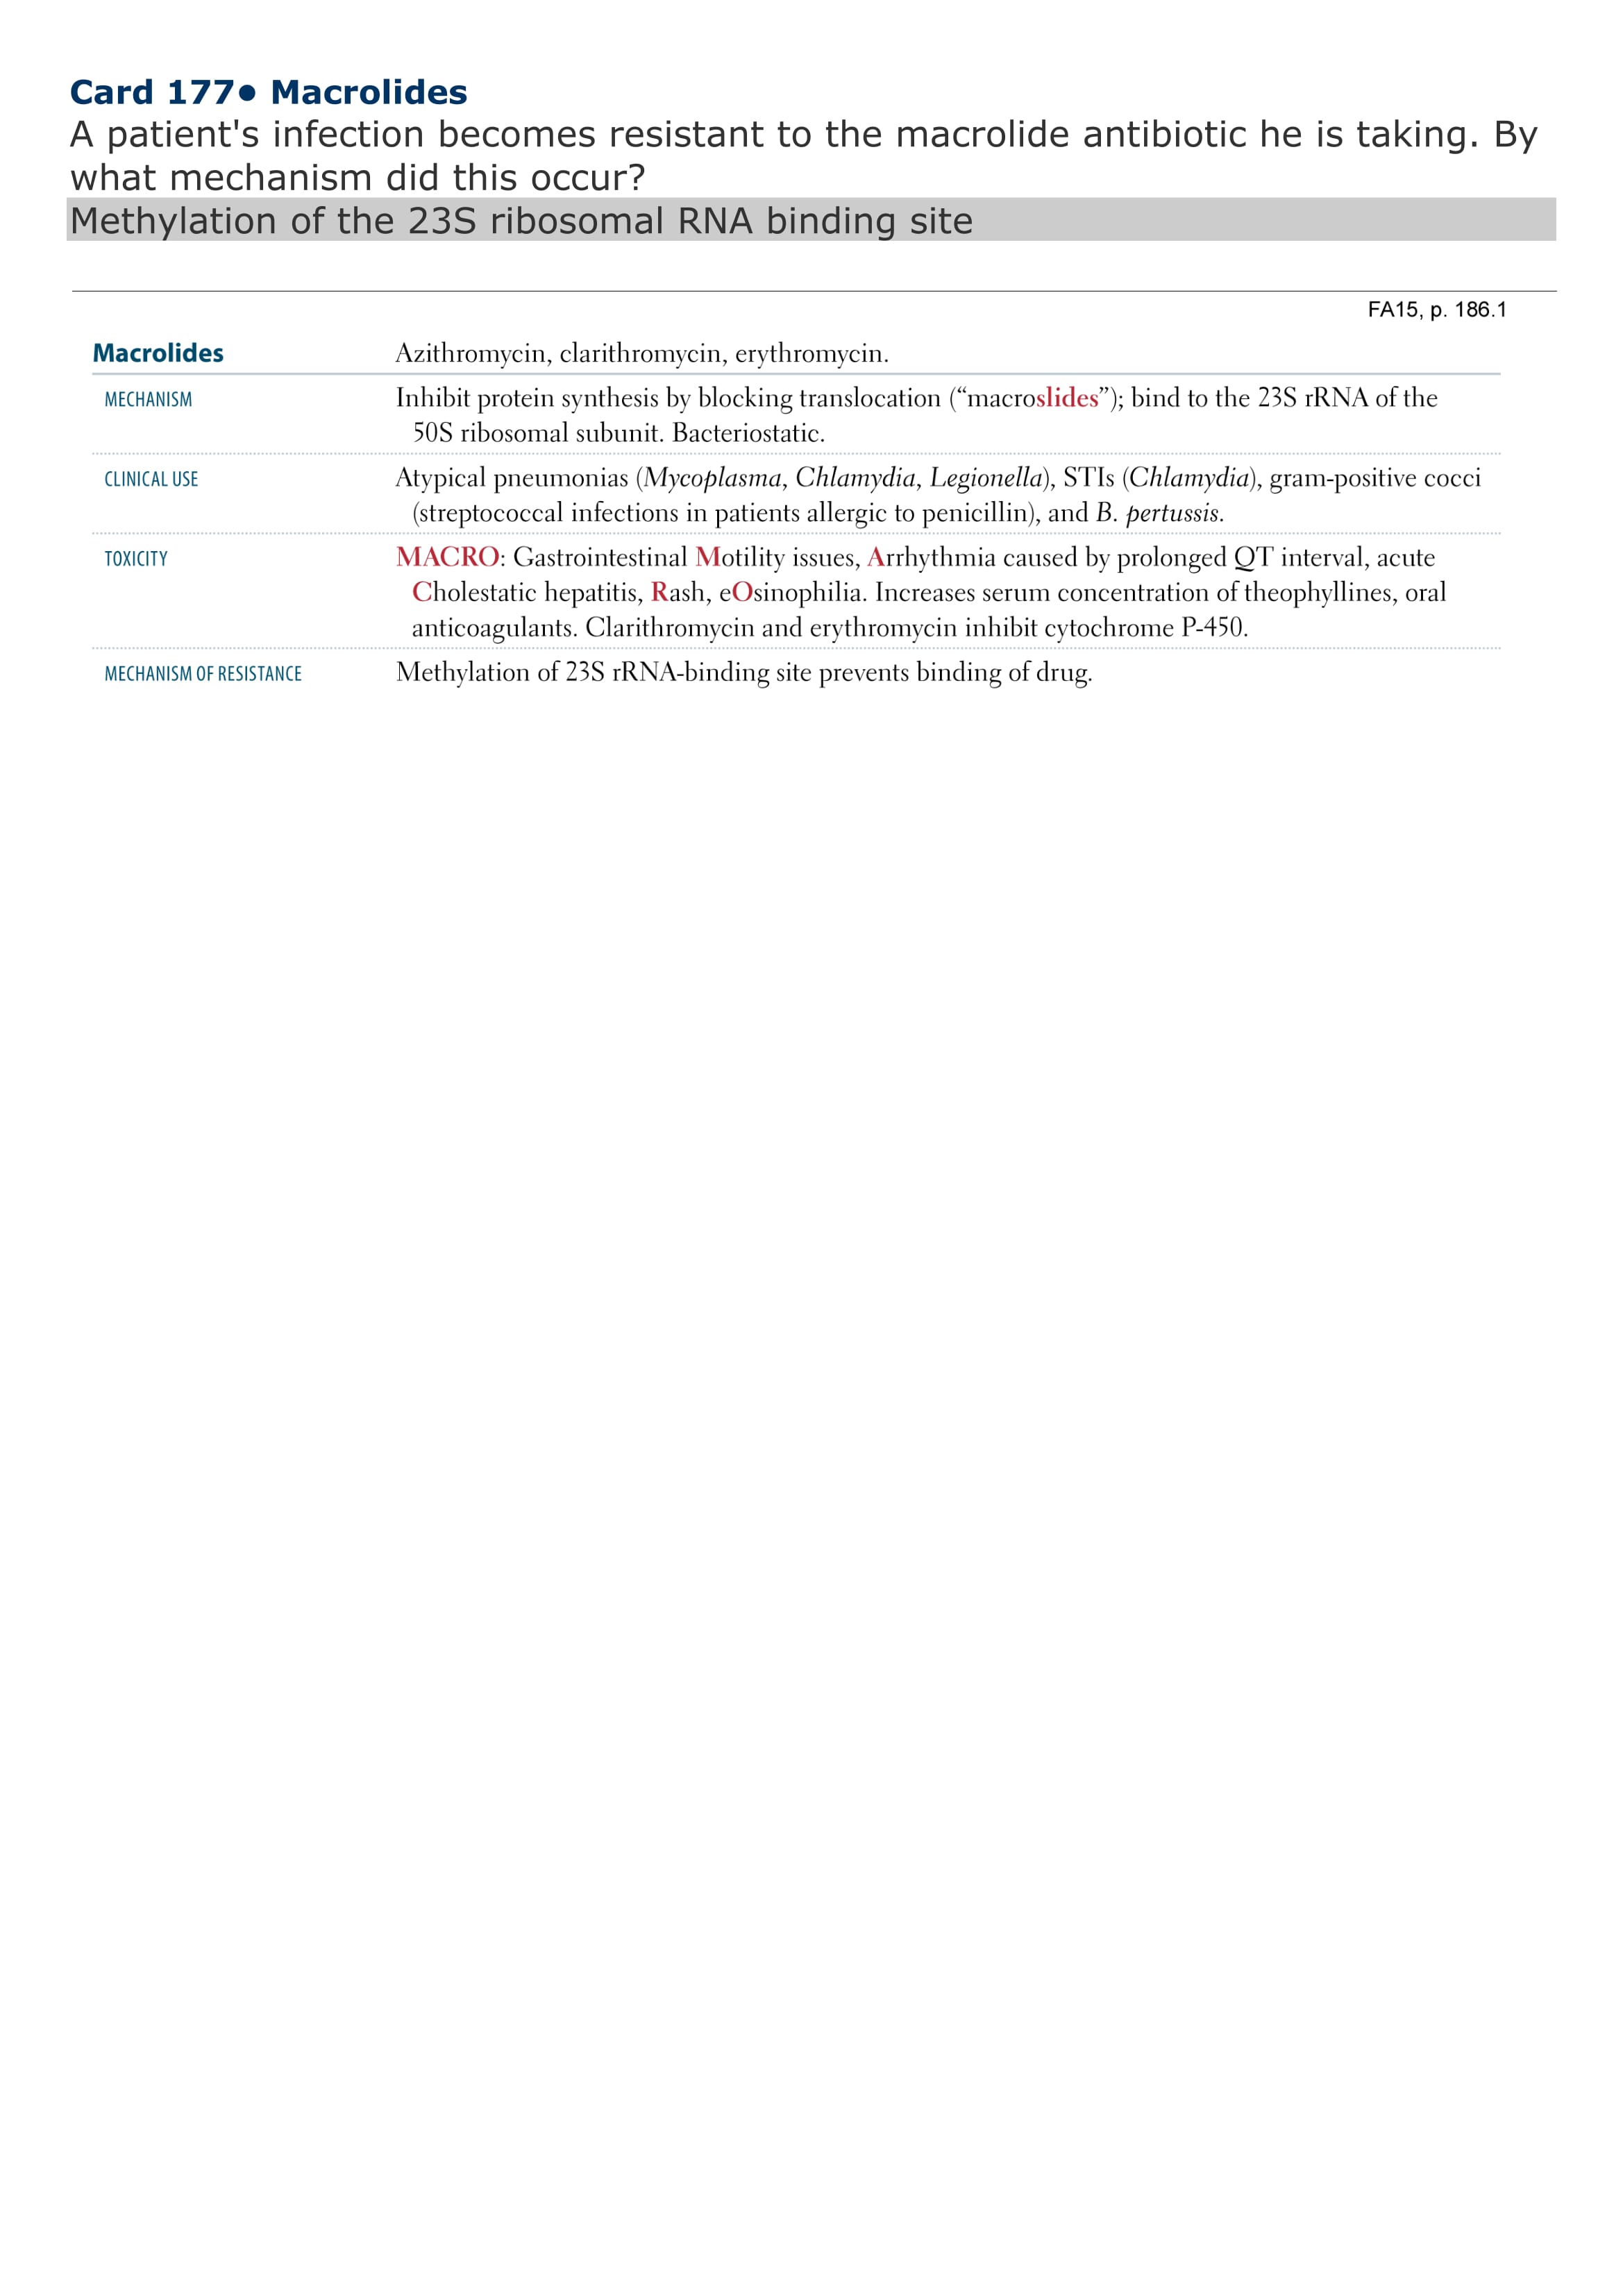 Card 177● Macrolides
A patient's infection becomes resistant to the macrolide antibiotic he is taking. By
what mechanism did this occur?
Methylation of the 23S ribosomal RNA binding site
FA15, p. 186.1
Macrolides Azithromycin, clarithromycin, erythromycin.
MECHANISM Inhibit protein synthesis by blocking translocation (“macroslides”); bind to the 23S rRNA of the
50S ribosomal subunit. Bacteriostatic.
CLINICAL USE Atypical pneumonias (Mycoplasma, Chlamydia, Legionella), STIs (Chlamydia), gram-positive cocci
(streptococcal infections in patients allergic to penicillin), and B. pertussis.
TOXICITY MACRO: Gastrointestinal Motility issues, Arrhythmia caused by prolonged QT interval, acute
Cholestatic hepatitis, Rash, eOsinophilia. Increases serum concentration of theophyllines, oral
anticoagulants. Clarithromycin and erythromycin inhibit cytochrome P-450.
MECHANISM OF RESISTANCE Methylation of 23S rRNA-binding site prevents binding of drug.